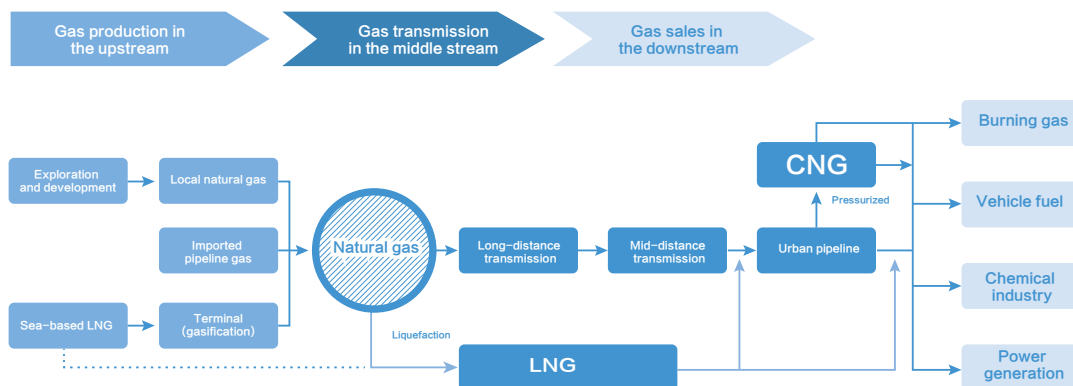 Gas production in
the upstream
Gas transmission
in the middle stream
Gas sales in
the downstream
Exploration
and development
Local natural gas
Imported
pipeline gas
Sea-based LNG
Terminal
(gasification)
Natural gas
Liquefaction
Long-distance
transmission
Mid-distance
transmission
Urban pipeline
Pressurized
CNG
LNG
Burning gas
Vehicle fuel
Chemical
industry
Power
generation